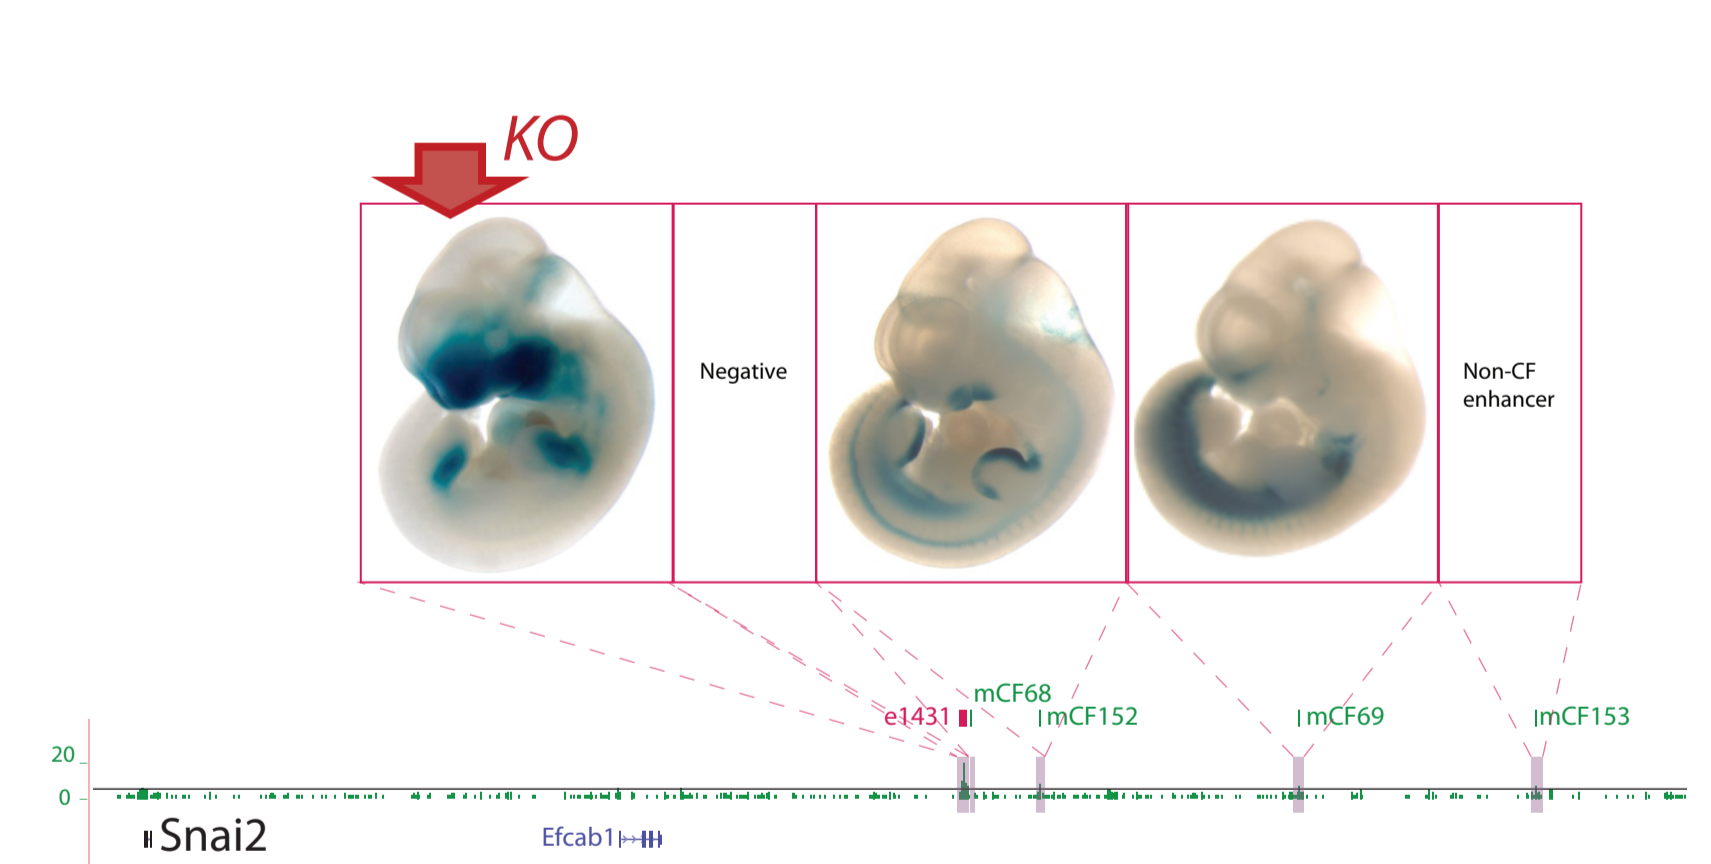 KO
Negative
Non-CF
enhancer
mCF68
e1431
mCF152
mCF69
mCF153
20
0
Snai2
Efcab1